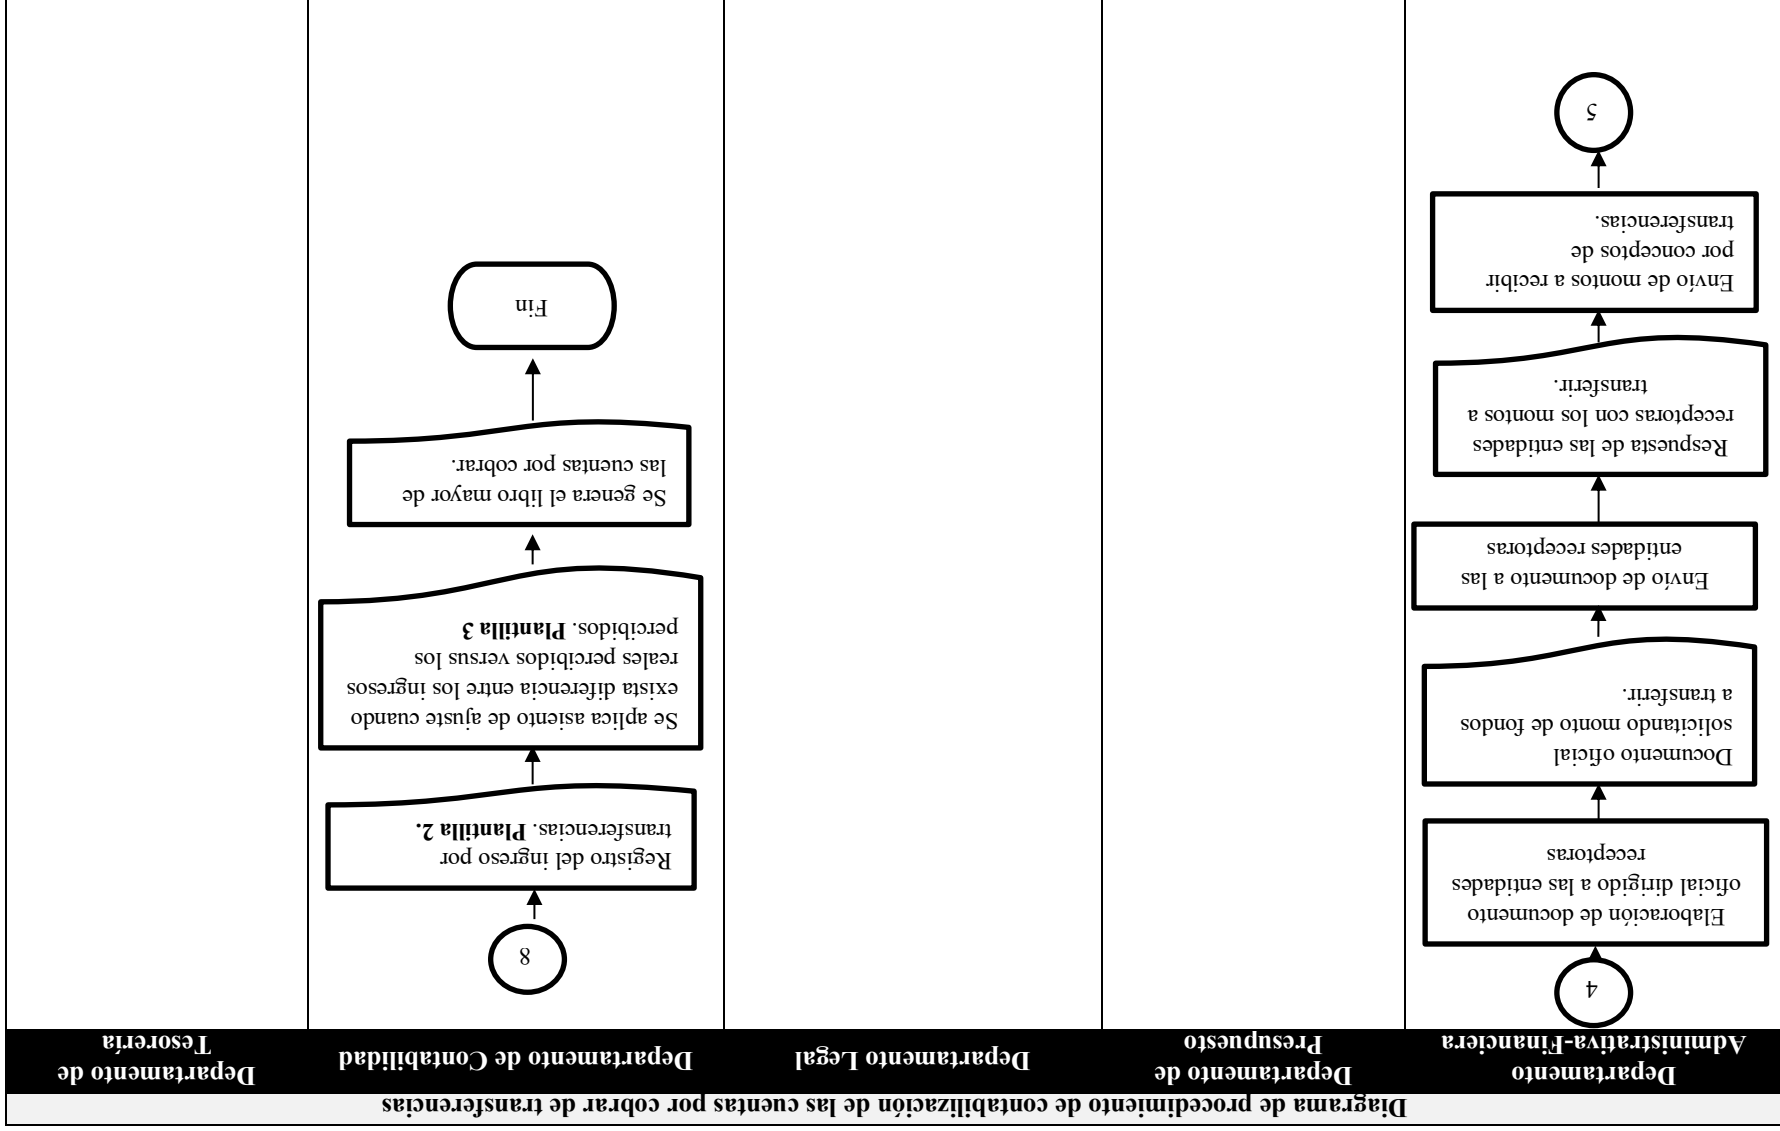 Diagrama de procedimiento de contabilización de las cuentas por cobrar de transferencias
Departamento
Administrativa-Financiera
Departamento de
Presupuesto
Departamento Legal
Departamento de Contabilidad
Departamento de
Tesorería
4
Elaboración de documento
oficial dirigido a las entidades
receptoras
Documento oficial
solicitando monto de fondos
a transferir.
Envío de documento a las
entidades receptoras
Respuesta de las entidades
receptoras con los montos a
transferir.
Envío de montos a recibir
por conceptos de
transferencias.
5
8
Registro del ingreso por
transferencias. Plantilla 2.
Se aplica asiento de ajuste cuando
exista diferencia entre los ingresos
reales percibidos versus los
percibidos. Plantilla 3
Se genera el libro mayor de
las cuentas por cobrar.
Fin